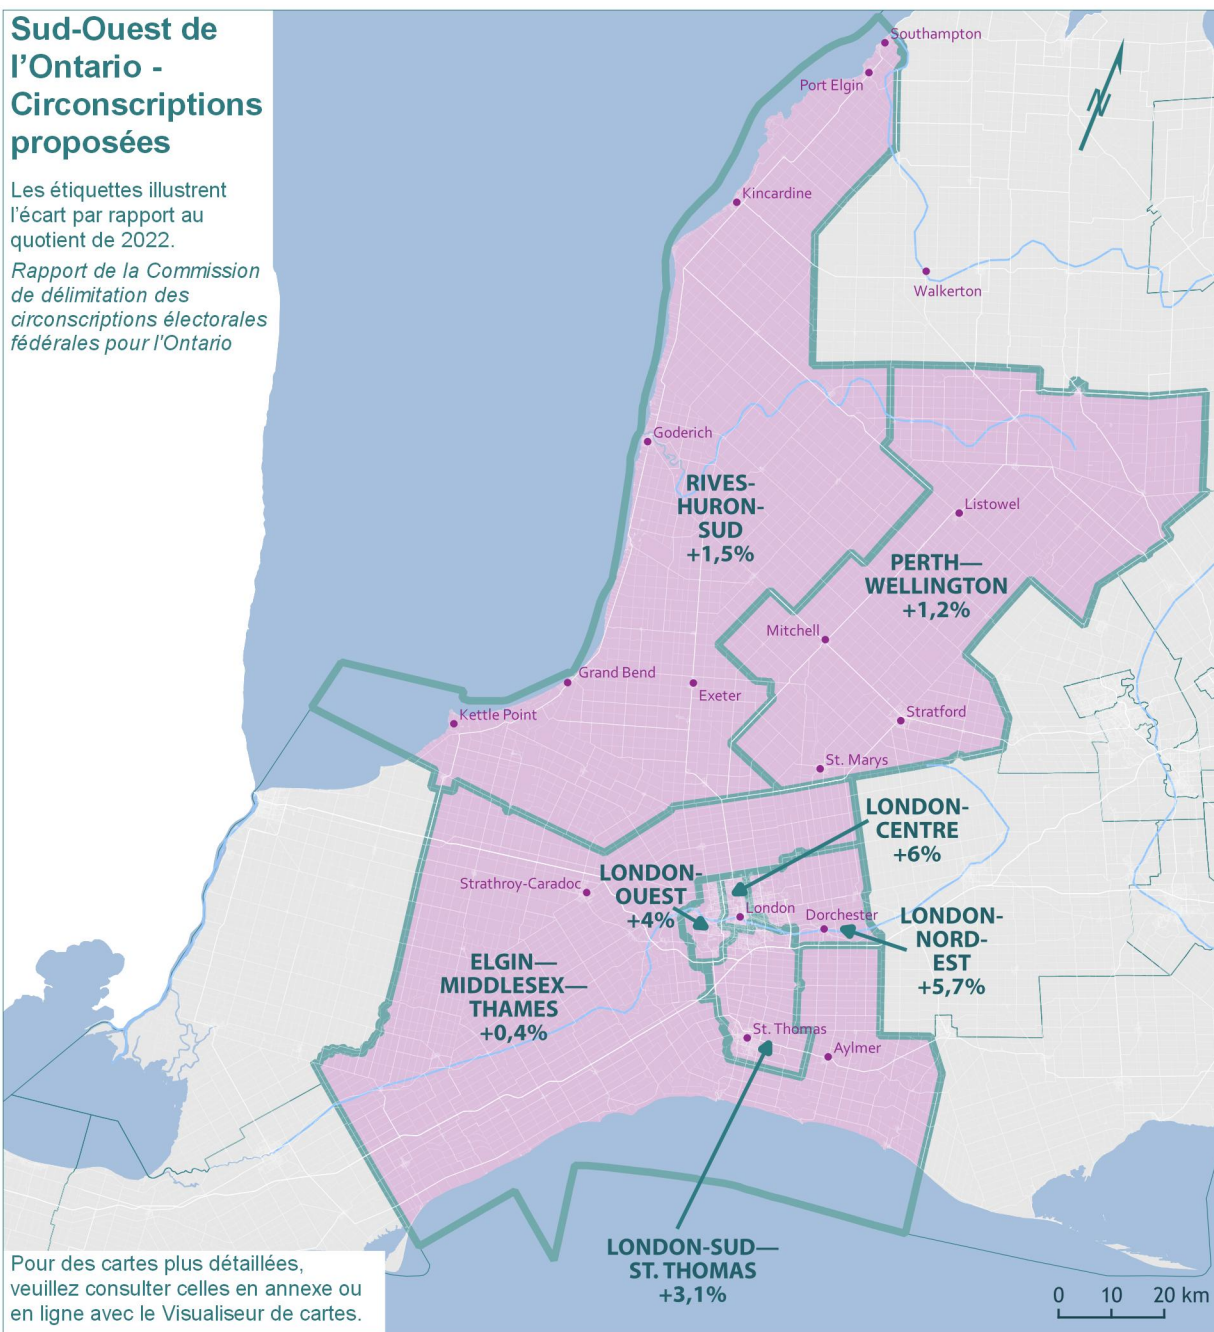 Sud-Ouest de
l’Ontario -
Circonscriptions
proposées
Les étiquettes illustrent
l’écart par rapport au
quotient de 2022.
Rapport de la Commission
de délimitation des
circonscriptions électorales
fédérales pour l'Ontario
Southampton
Port Elgin
N
Kincardine
Walkerton
Goderich
RIVES-
HURON-
SUD
+1,5%
Listowel
PERTH—
WELLINGTON
+1,2%
Mitchell
Grand Bend
Exeter
Kettle Point
Stratford
St. Marys
LONDON-
CENTRE
+6%
LONDON-
OUEST
+4%
Strathroy-Caradoc
London
Dorchester
LONDON-
NORD-
EST
+5,7%
ELGIN—
MIDDLESEX—
THAMES
+0,4%
St. Thomas
Aylmer
LONDON-SUD—
ST. THOMAS
+3,1%
Pour des cartes plus détaillées,
veuillez consulter celles en annexe ou
en ligne avec le Visualiseur de cartes.
0 10 20 km